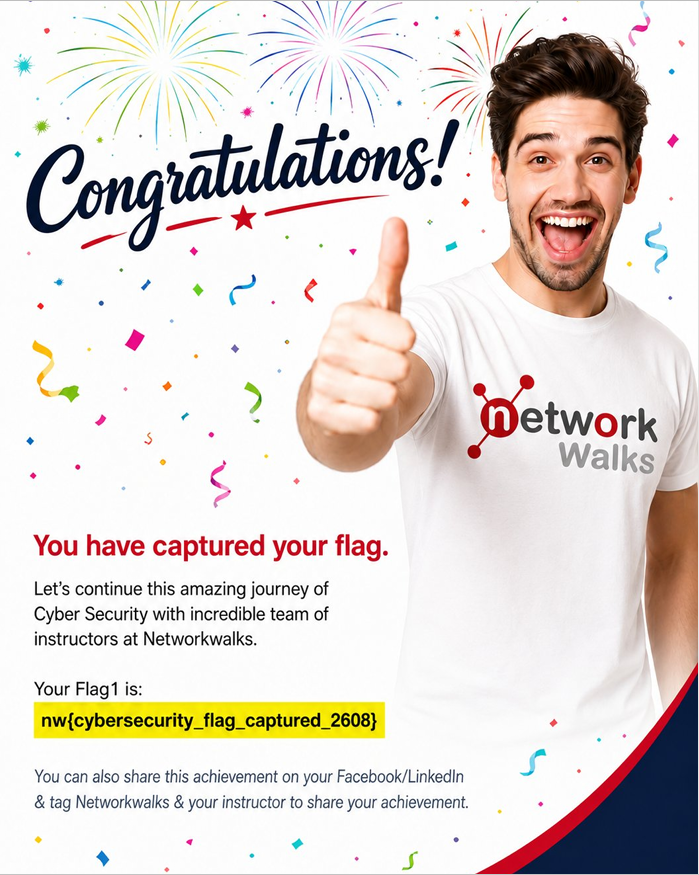 Congratulations!
network
Walks
You have captured your flag.
Let's continue this amazing journey of
Cyber Security with incredible team of
instructors at Networkwalks.
Your Flag1 is:
nw{cybersecurity_flag_captured_2608}
You can also share this achievement on your Facebook/LinkedIn
& tag Networkwalks & your instructor to share your achievement.